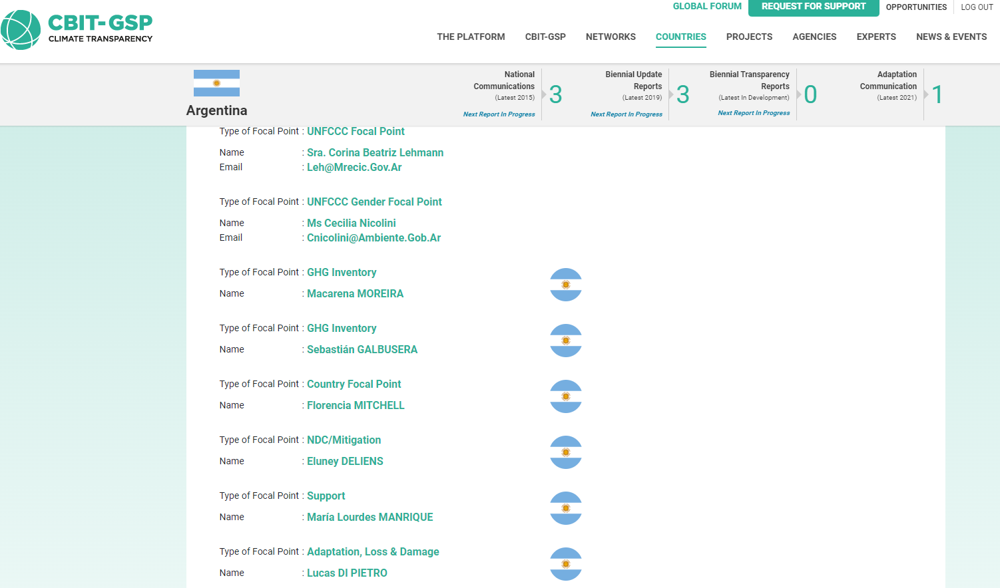 GLOBAL FORUM REQUEST FOR SUPPORT OPPORTUNITIES LOG OUT
CBIT-GSP
CLIMATE TRANSPARENCY
THE PLATFORM CBIT-GSP NETWORKS COUNTRIES PROJECTS AGENCIES EXPERTS NEWS & EVENTS
Argentina
National
Communications
(Latest 2015)
3
Next Report In Progress
Biennial Update
Reports
(Latest 2019)
3
Next Report In Progress
Biennial Transparency
Reports
(Latest In Development)
0
Next Report In Progress
Adaptation
Communication
(Latest 2021)
1
Type of Focal Point : UNFCCC Focal Point
Name : Sra. Corina Beatriz Lehmann
Email : Leh@Mrecic.Gov.Ar
Type of Focal Point : UNFCCC Gender Focal Point
Name : Ms Cecilia Nicolini
Email : Cnicolini@Ambiente.Gob.Ar
Type of Focal Point : GHG Inventory
Name : Macarena MOREIRA
Type of Focal Point : GHG Inventory
Name : Sebastián GALBUSERA
Type of Focal Point : Country Focal Point
Name : Florencia MITCHELL
Type of Focal Point : NDC/Mitigation
Name : Eluney DELIENS
Type of Focal Point : Support
Name : María Lourdes MANRIQUE
Type of Focal Point : Adaptation, Loss & Damage
Name : Lucas DI PIETRO